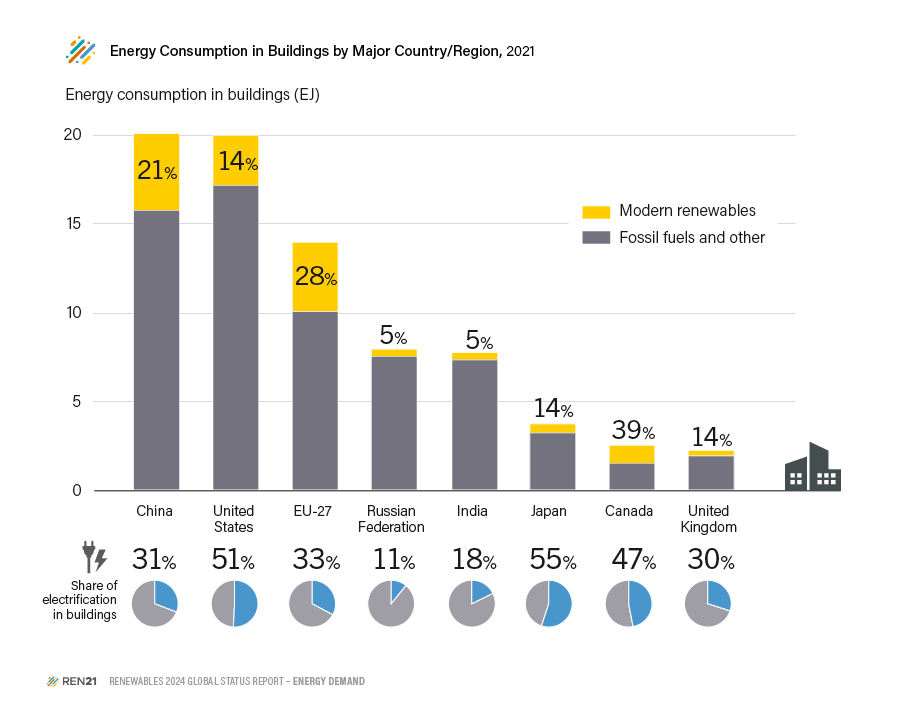 Energy Consumption in Buildings by Major Country/Region, 2021
Energy consumption in buildings (EJ)
20
15
10
5
0
21%
14%
28%
5%
5%
14%
39%
14%
Modern renewables
Fossil fuels and other
China
United States
EU-27
Russian Federation
India
Japan
Canada
United Kingdom
Share of
electrification
in buildings
31%
51%
33%
11%
18%
55%
47%
30%
REN21 RENEWABLES 2024 GLOBAL STATUS REPORT – ENERGY DEMAND